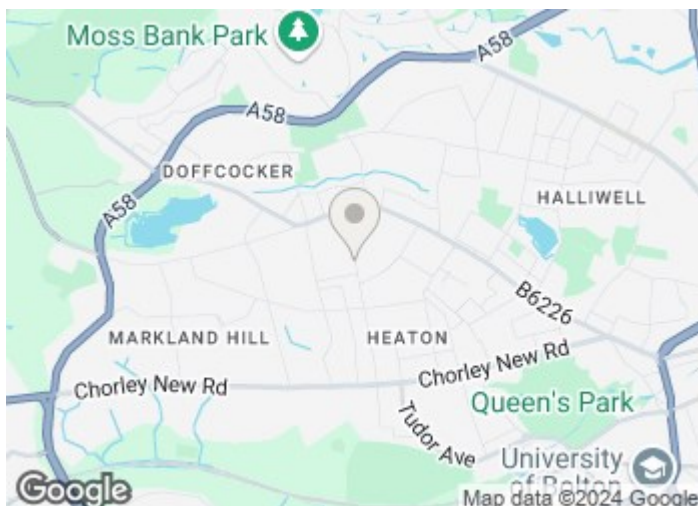 Moss Bank Park
A58
A58
DOFFCOCKER
HALLIWELL
A58
B6226
MARKLAND HILL
HEATON
Chorley New Rd
Chorley New Rd
Queen's Park
Tudor Ave
University
of Bolton
Google
Map data ©2024 Google